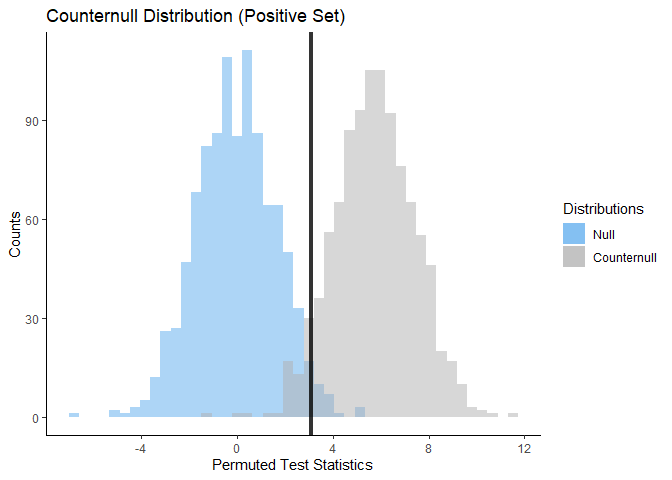 Counternull Distribution (Positive Set)
Counts
90
60
30
0
-4
0
4
8
12
Permuted Test Statistics
Distributions
Null
Counternull